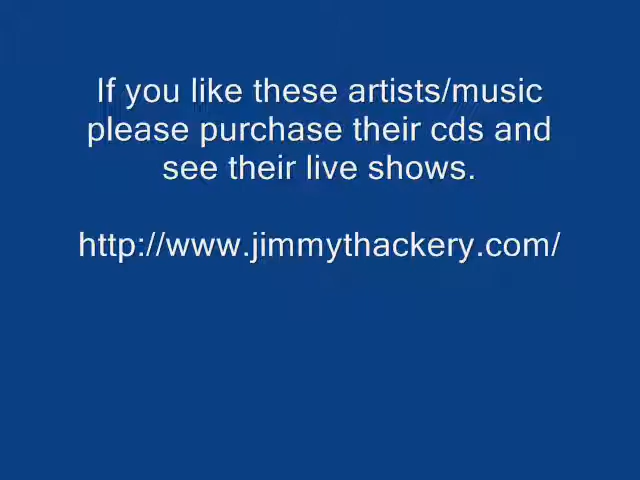 If you like these artists/music
please purchase their cds and
see their live shows.
http://www.jimmythackery.com/